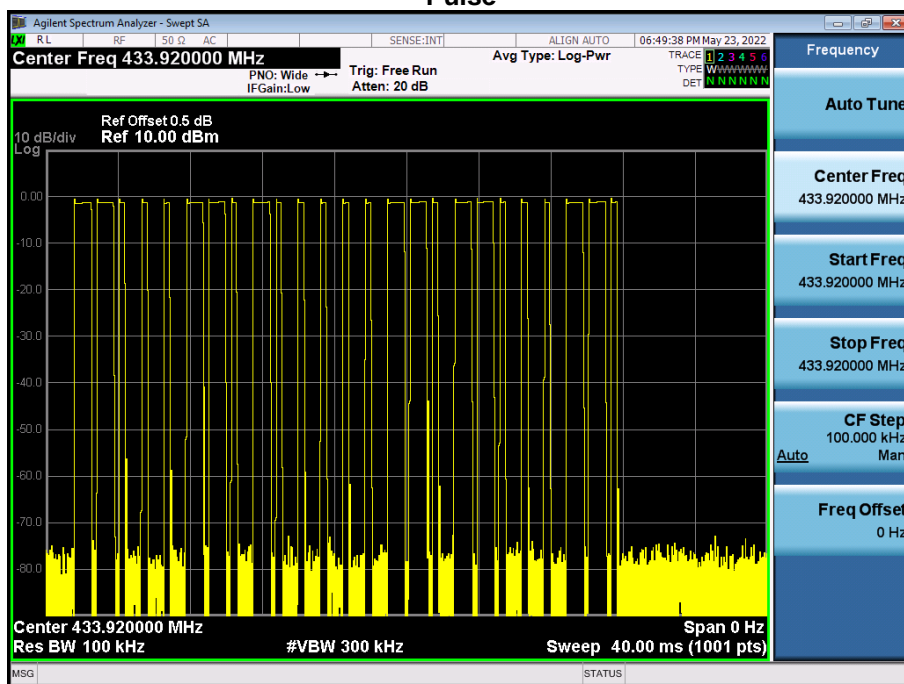 Pulse
Agilent Spectrum Analyzer - Swept SA
LXI RL RF 50 Ω AC SENSE:INT ALIGN AUTO 06:49:38 PM May 23, 2022
Center Freq 433.920000 MHz
PNO: Wide
IFGain:Low
Trig: Free Run
Atten: 20 dB
Avg Type: Log-Pwr
TRACE 1 2 3 4 5 6
TYPE WWWWWW
DET N N N N N N
Ref Offset 0.5 dB
10 dB/div Ref 10.00 dBm
Log
0.00
-10.0
-20.0
-30.0
-40.0
-50.0
-60.0
-70.0
-80.0
Center 433.920000 MHz Span 0 Hz
Res BW 100 kHz #VBW 300 kHz Sweep 40.00 ms (1001 pts)
MSG STATUS
Frequency
Auto Tune
Center Freq
433.920000 MHz
Start Freq
433.920000 MHz
Stop Freq
433.920000 MHz
CF Step
100.000 kHz
Auto Man
Freq Offset
0 Hz